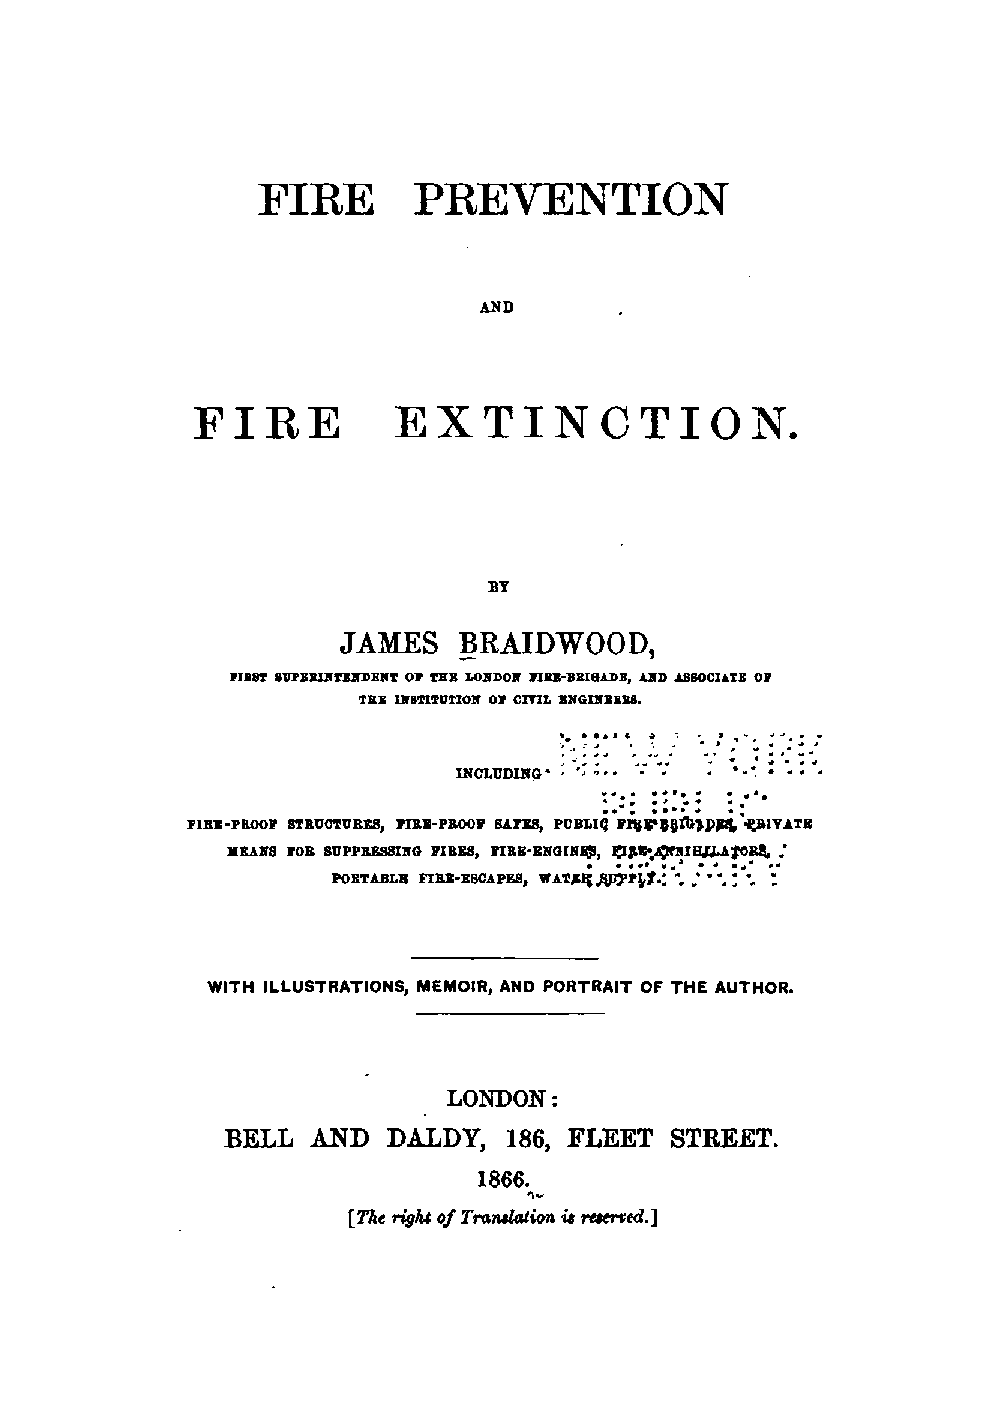 FIRE PREVENTION
AND
FIRE EXTINCTION.
BY
JAMES BRAIDWOOD,
FIRST SUPERINTENDENT OF THE LONDON FIRE-BRIGADE, AND ASSOCIATE OF
THE INSTITUTION OF CIVIL ENGINEERS.
NEW YORK
INCLUDING
PUBLIC
FIRE-PROOF STRUCTURES, FIRE-PROOF SAFES, PUBLIC FIRE BRIGADES, PRIVATE
MEANS FOR SUPPRESSING FIRES, FIRE-ENGINES, FIRE-ANNIHILATORS,
LIBRARY
PORTABLE FIRE-ESCAPES, WATER SUPPLY.
WITH ILLUSTRATIONS, MEMOIR, AND PORTRAIT OF THE AUTHOR.
LONDON:
BELL AND DALDY, 186, FLEET STREET.
1866.
[The right of Translation is reserved.]